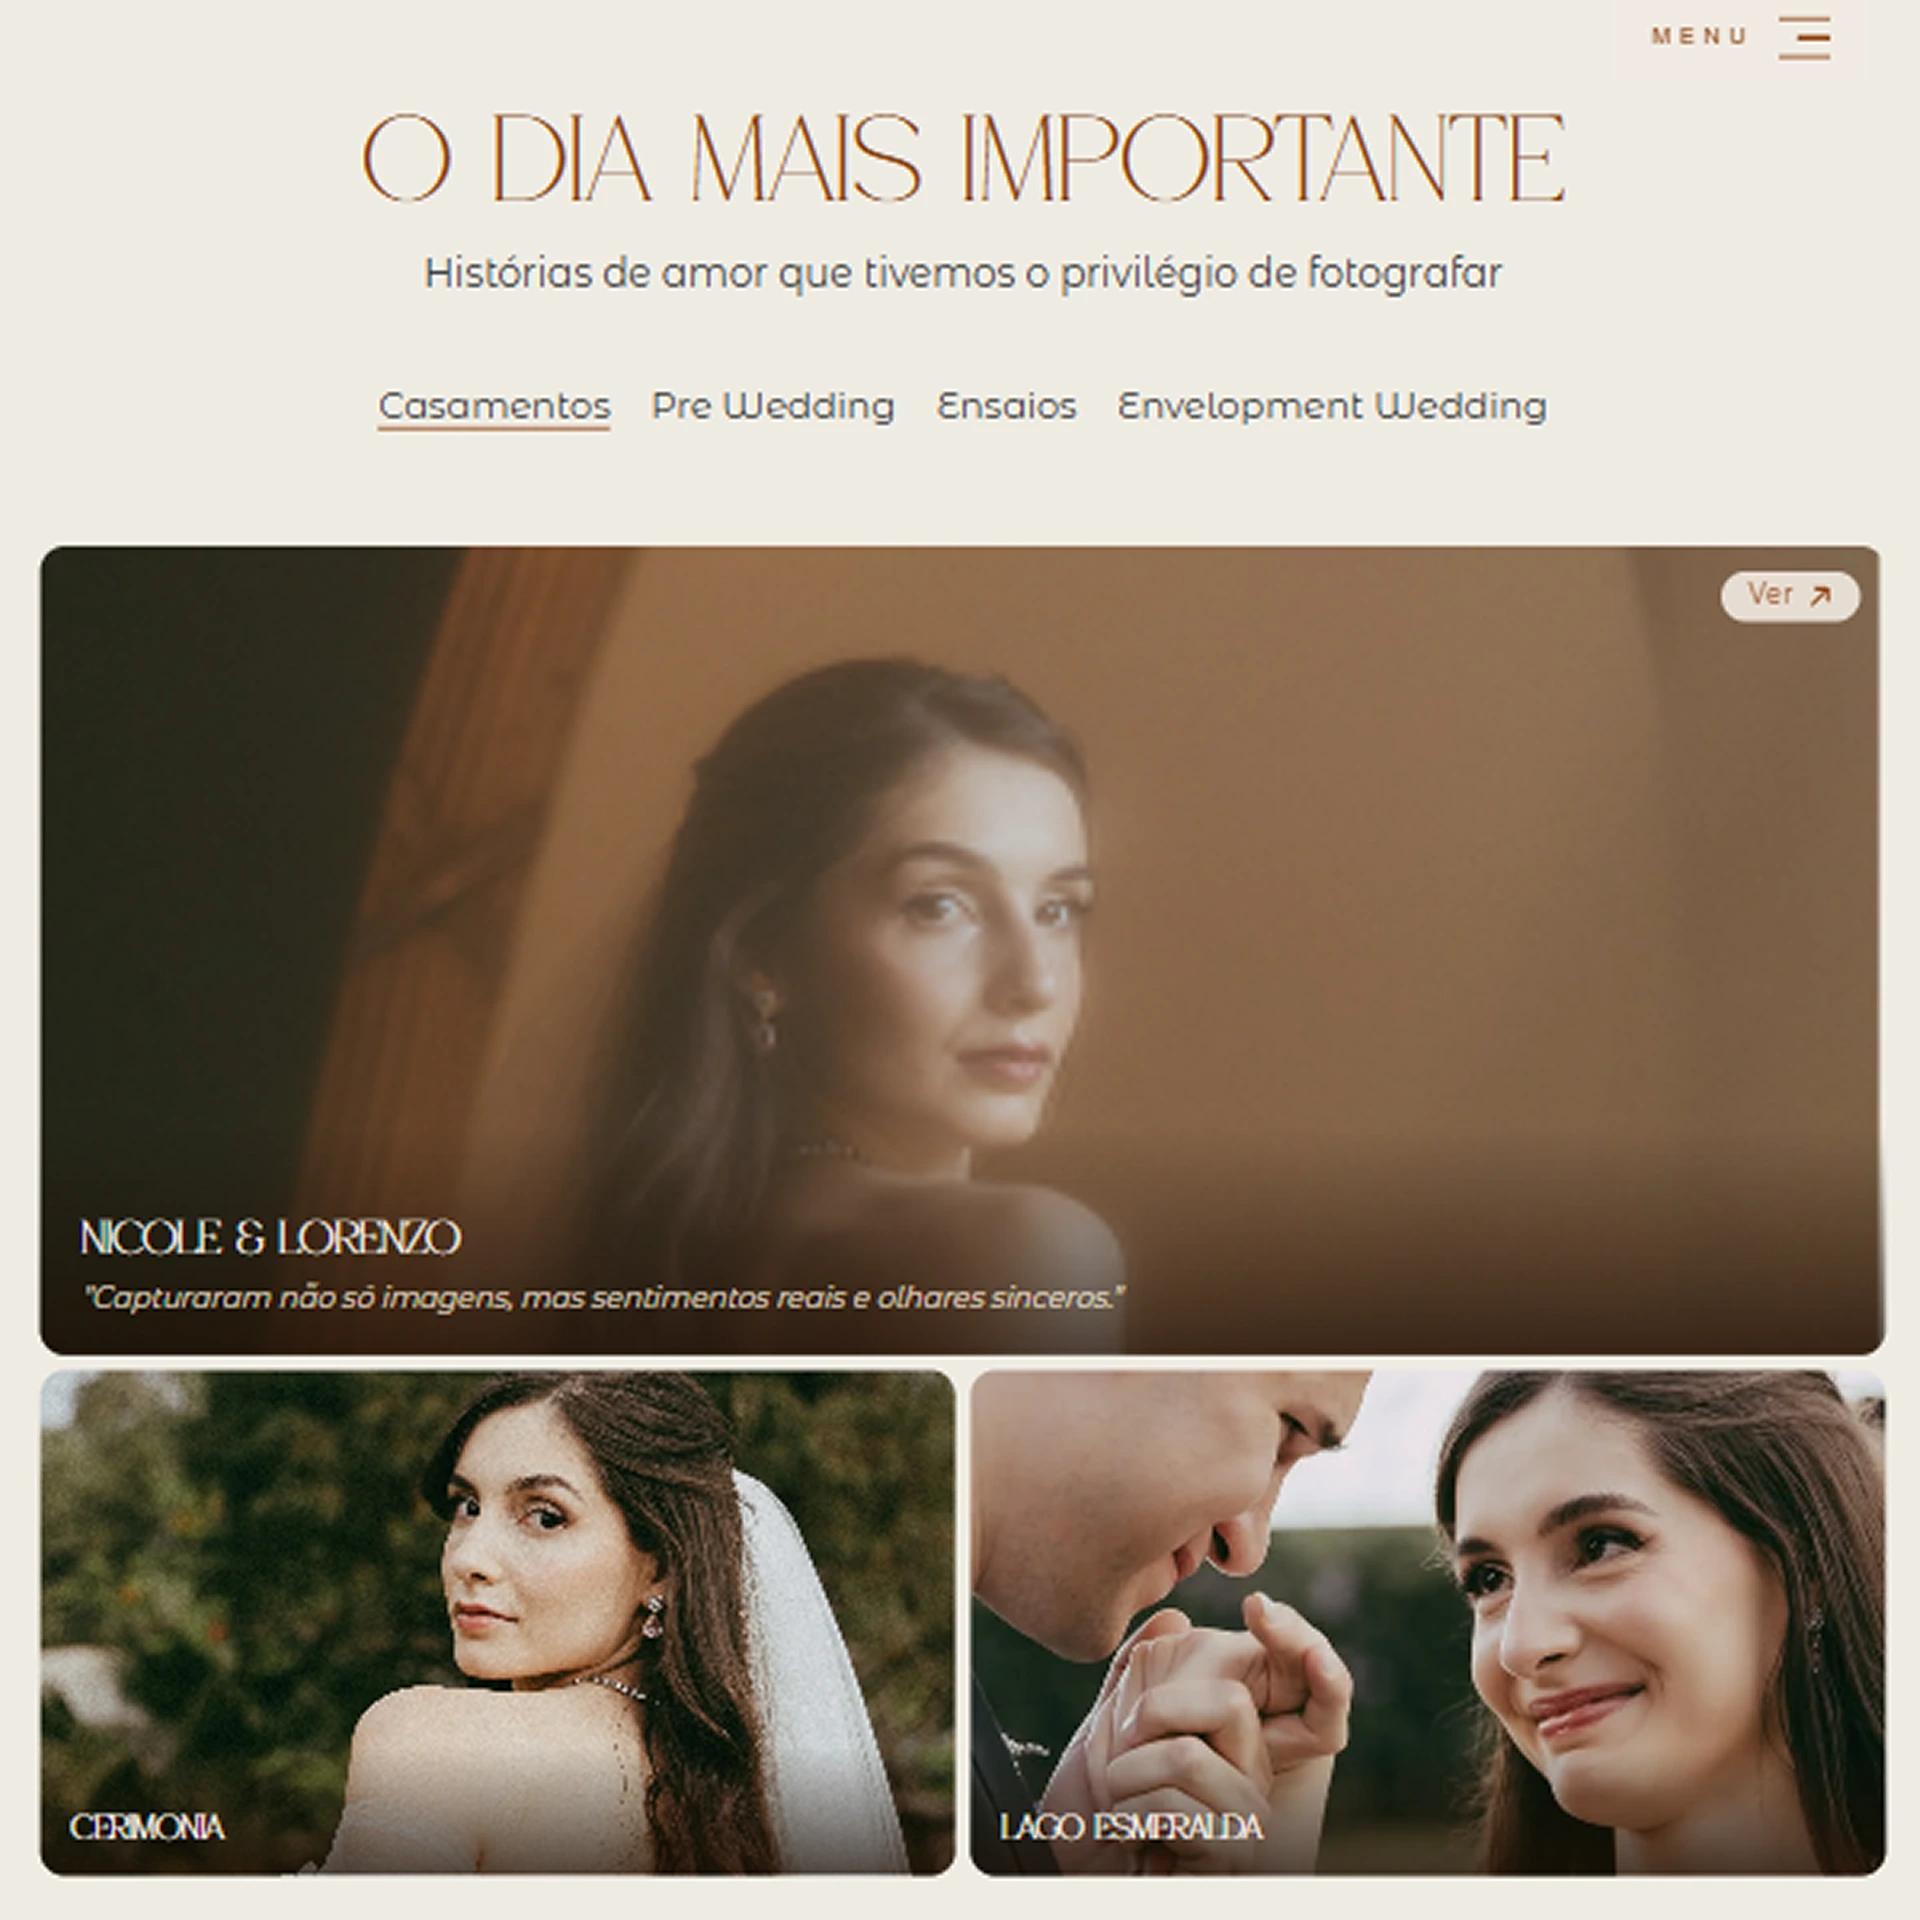 MENU
O DIA MAIS IMPORTANTE
Histórias de amor que tivemos o privilégio de fotografar
Casamentos Pre Wedding Ensaios Envelopment Wedding
Ver
NICOLE & LORENZO
"Capturaram não só imagens, mas sentimentos reais e olhares sinceros."
CERIMONIA
LAGO ESMERALDA